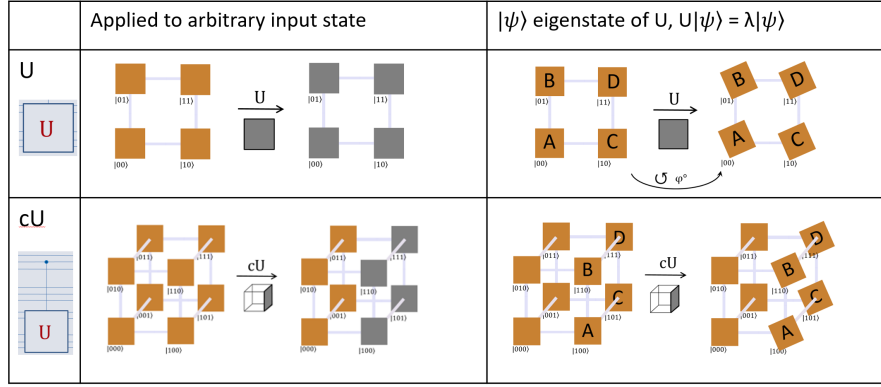 Applied to arbitrary input state
|ψ⟩ eigenstate of U, U|ψ⟩ = λ|ψ⟩
U
U
|01⟩ |11⟩
|00⟩ |10⟩
U
|01⟩ |11⟩
|00⟩ |10⟩
B D
|01⟩ |11⟩
A C
|00⟩ |10⟩
U
B D
|01⟩ |11⟩
A C
|00⟩ |10⟩
↺ φ°
cU
U
|011⟩ |111⟩
|010⟩ |110⟩
|001⟩ |101⟩
|000⟩ |100⟩
cU
|011⟩ |111⟩
|010⟩ |110⟩
|001⟩ |101⟩
|000⟩ |100⟩
D
|011⟩ |111⟩
B
|010⟩ |110⟩
C
|001⟩ |101⟩
A
|000⟩ |100⟩
cU
D
|011⟩ |111⟩
B
|010⟩ |110⟩
C
|001⟩ |101⟩
A
|000⟩ |100⟩